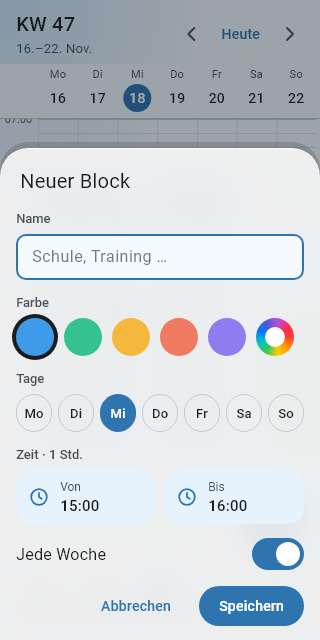 KW 47
16.–22. Nov.
Heute
Mo Di Mi Do Fr Sa So
16 17 18 19 20 21 22
07:00
Neuer Block
Name
Schule, Training …
Farbe
Tage
Mo Di Mi Do Fr Sa So
Zeit · 1 Std.
Von Bis
15:00 16:00
Jede Woche
Abbrechen Speichern